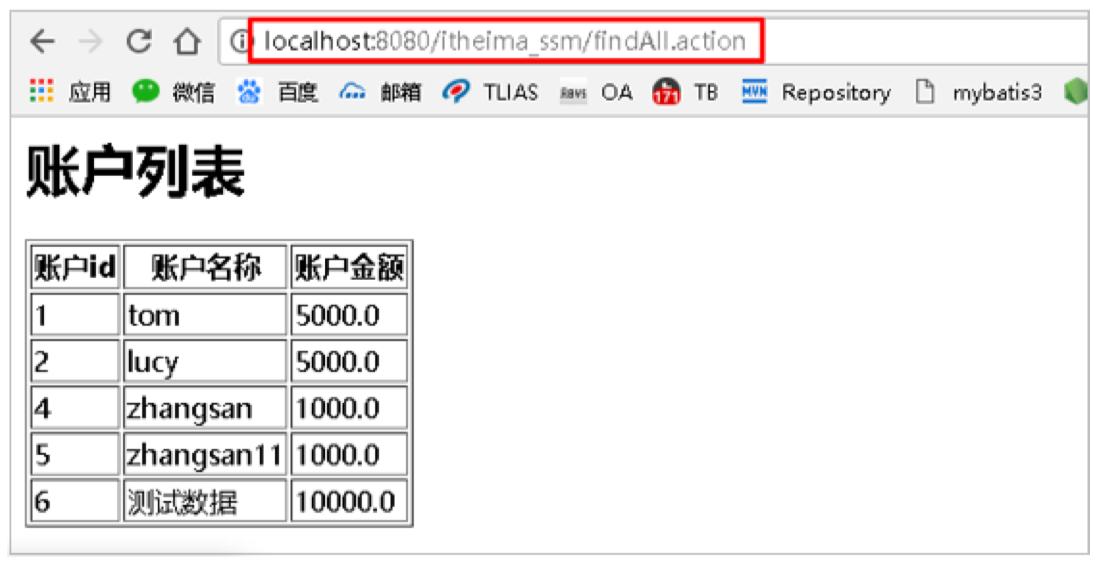 localhost:8080/itheima_ssm/findAll.action
应用 微信 百度 邮箱 TLIAS RBVS OA 171 TB MVN Repository mybatis3
账户列表
账户id 账户名称 账户金额
1 tom 5000.0
2 lucy 5000.0
4 zhangsan 1000.0
5 zhangsan11 1000.0
6 测试数据 10000.0